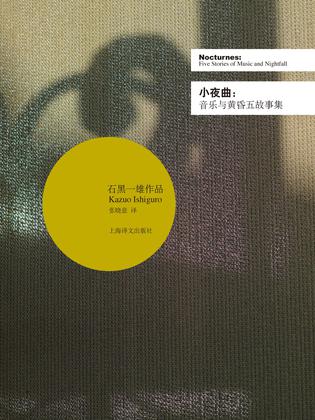 Nocturnes:
Five Stories of Music and Nightfall
小夜曲：
音乐与黄昏五故事集
石黑一雄作品
Kazuo Ishiguro
张晓意 译
上海译文出版社